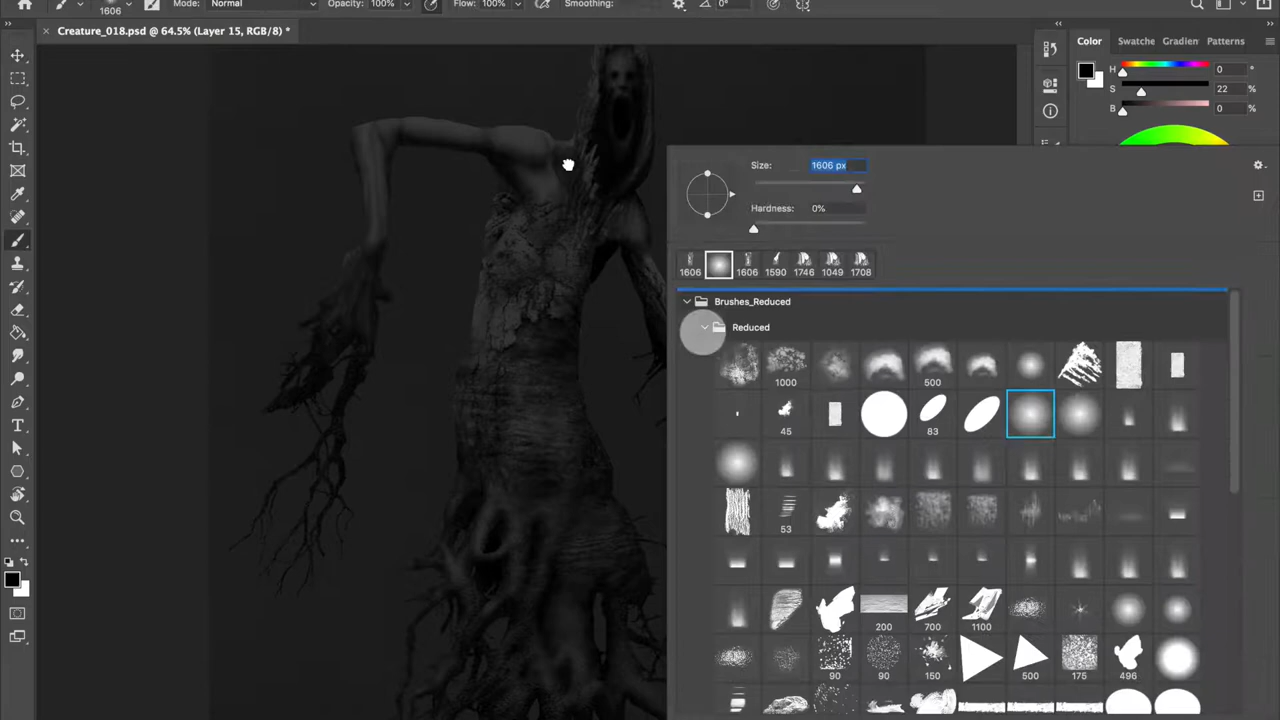 1606 Mode: Normal Opacity: 100% Flow: 100% Smoothing: 0°
× Creature_018.psd @ 64.5% (Layer 15, RGB/8) *
Color Swatche Gradien Patterns
H 0 °
S 22 %
B 0 %
Size: 1606 px
Hardness: 0%
1606 1606 1590 1746 1049 1708
Brushes_Reduced
Reduced
1000 500
45 83
53
200 700 1100
90 90 150 500 175 496